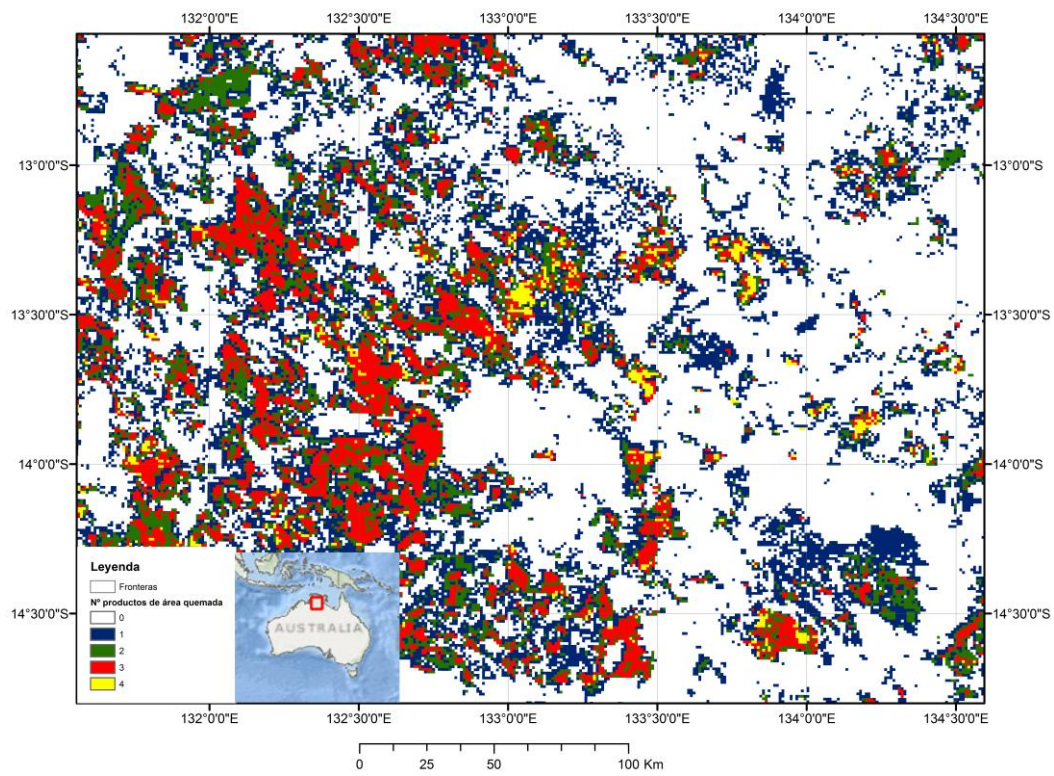 132°0'0"E 132°30'0"E 133°0'0"E 133°30'0"E 134°0'0"E 134°30'0"E
13°0'0"S 13°0'0"S
13°30'0"S 13°30'0"S
14°0'0"S 14°0'0"S
14°30'0"S 14°30'0"S
Leyenda
Fronteras
Nº productos de área quemada
0
1
2
3
4
AUSTRALIA
132°0'0"E 132°30'0"E 133°0'0"E 133°30'0"E 134°0'0"E 134°30'0"E
0 25 50 100 Km